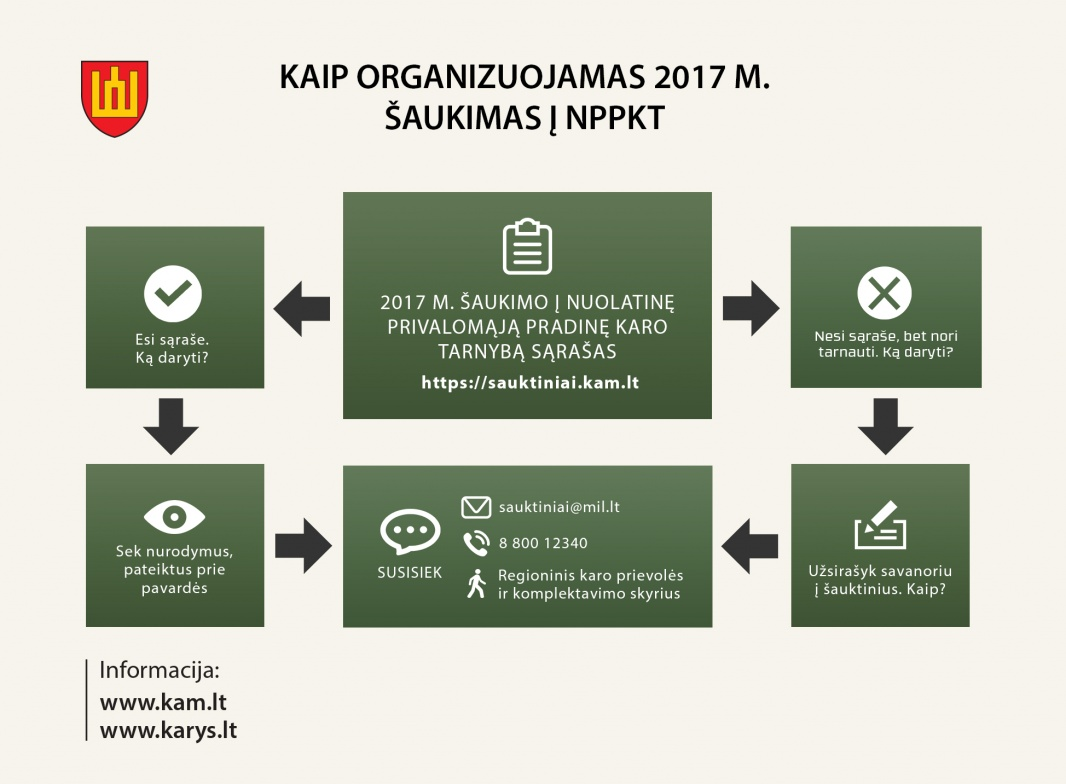 KAIP ORGANIZUOJAMAS 2017 M.
ŠAUKIMAS Į NPPKT
2017 M. ŠAUKIMO Į NUOLATINĘ
PRIVALOMĄJĄ PRADINĘ KARO
TARNYBĄ SĄRAŠAS
https://sauktiniai.kam.lt
Esi sąraše.
Ką daryti?
Nesi sąraše, bet nori
tarnauti. Ką daryti?
Sek nurodymus,
pateiktus prie
pavardės
SUSISIEK
sauktiniai@mil.lt
8 800 12340
Regioninis karo prievolės
ir komplektavimo skyrius
Užsirašyk savanoriu
į šauktinius. Kaip?
Informacija:
www.kam.lt
www.karys.lt